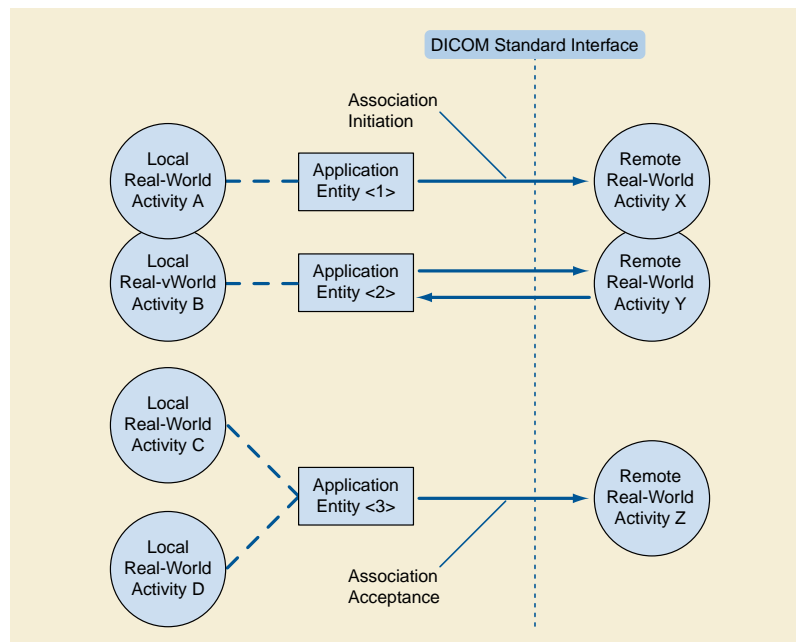 DICOM Standard Interface
Association
Initiation
Local
Real-World
Activity A
Application
Entity <1>
Remote
Real-World
Activity X
Local
Real-vWorld
Activity B
Application
Entity <2>
Remote
Real-World
Activity Y
Local
Real-World
Activity C
Application
Entity <3>
Remote
Real-World
Activity Z
Local
Real-World
Activity D
Association
Acceptance